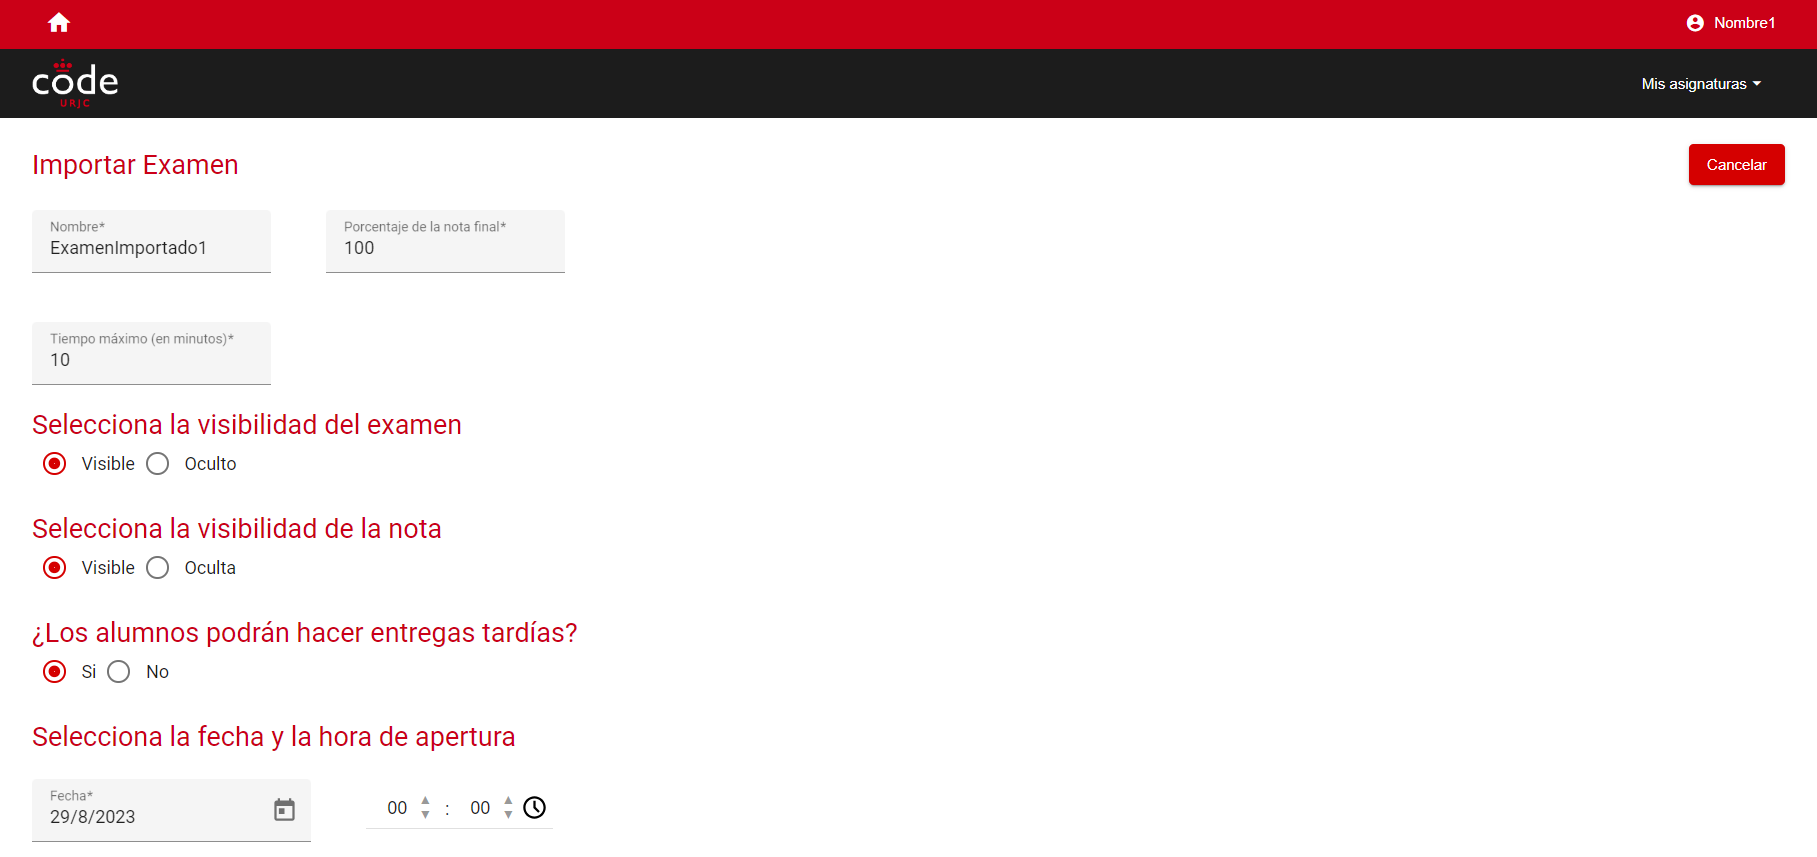 Nombre1
code
URJC
Mis asignaturas
Importar Examen
Cancelar
Nombre*
ExamenImportado1
Porcentaje de la nota final*
100
Tiempo máximo (en minutos)*
10
Selecciona la visibilidad del examen
Visible Oculto
Selecciona la visibilidad de la nota
Visible Oculta
¿Los alumnos podrán hacer entregas tardías?
Si No
Selecciona la fecha y la hora de apertura
Fecha*
29/8/2023
00 : 00